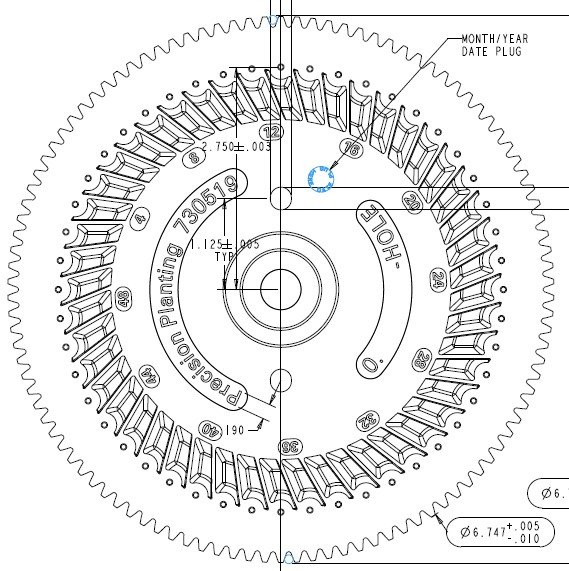 MONTH/YEAR
DATE PLUG
12
16
8
2.750±.003
20
4
Precision Planting 730519
-HOLE
1.125±.005
TYP
24
48
28
44
0.
32
40
.190
36
Ø6.
Ø6.747 +.005
-.010